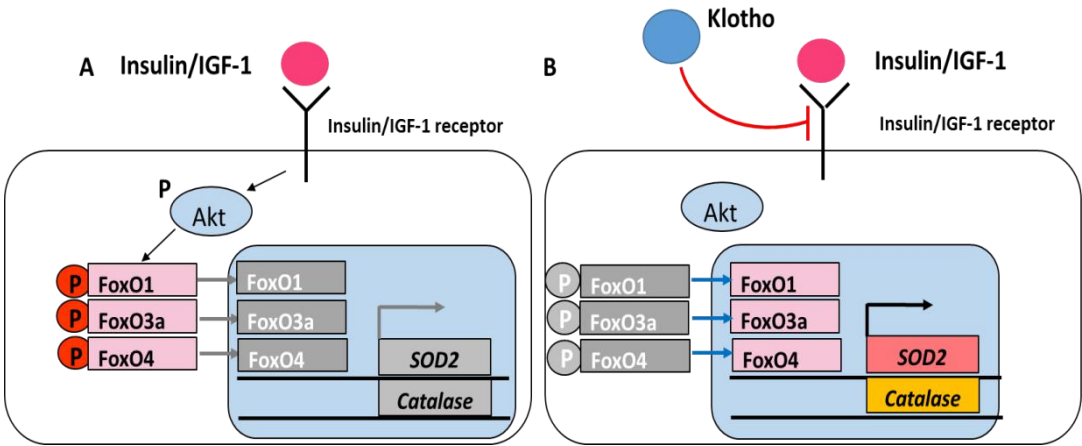 A
Insulin/IGF-1
Insulin/IGF-1 receptor
P
Akt
P FoxO1
P FoxO3a
P FoxO4
FoxO1
FoxO3a
FoxO4
SOD2
Catalase
Klotho
B
Insulin/IGF-1
Insulin/IGF-1 receptor
Akt
P FoxO1
P FoxO3a
P FoxO4
FoxO1
FoxO3a
FoxO4
SOD2
Catalase